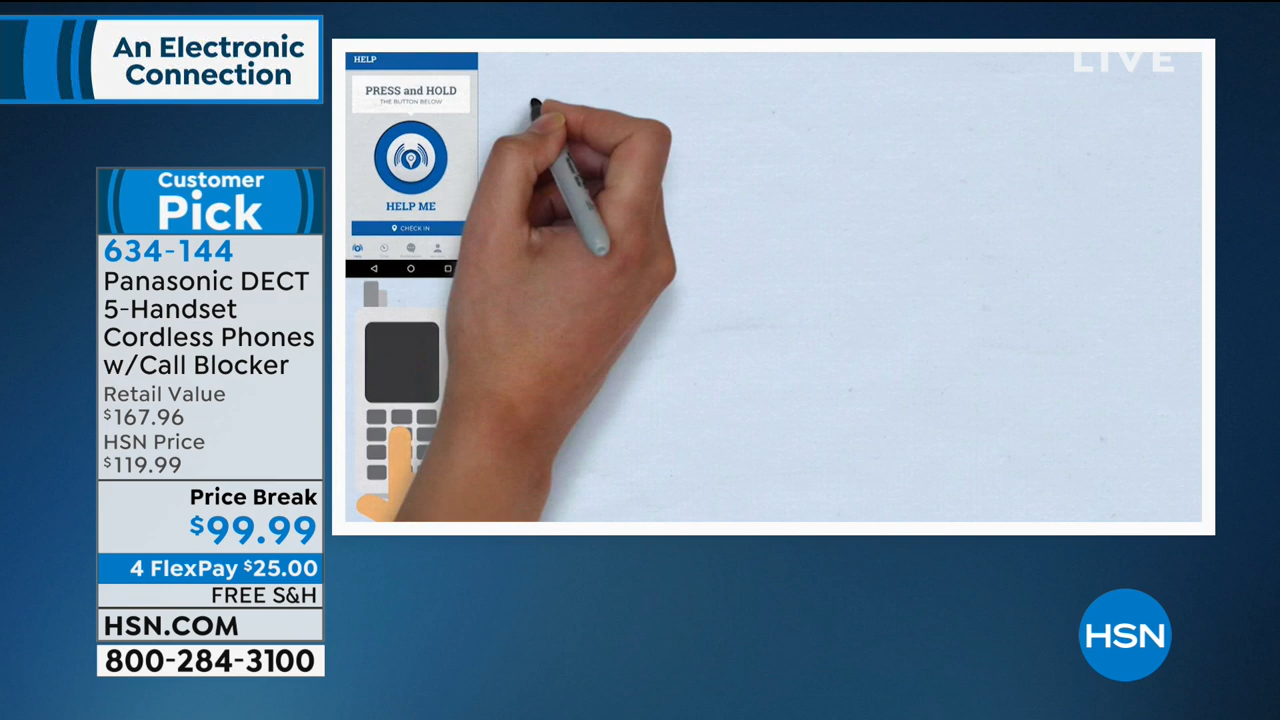 An Electronic
Connection
Customer
Pick
634-144
Panasonic DECT
5-Handset
Cordless Phones
w/Call Blocker
Retail Value
$167.96
HSN Price
$119.99
Price Break
$99.99
4 FlexPay $25.00
FREE S&H
HSN.COM
800-284-3100
LIVE
HELP
PRESS and HOLD
THE BUTTON BELOW
HELP ME
CHECK IN
HSN